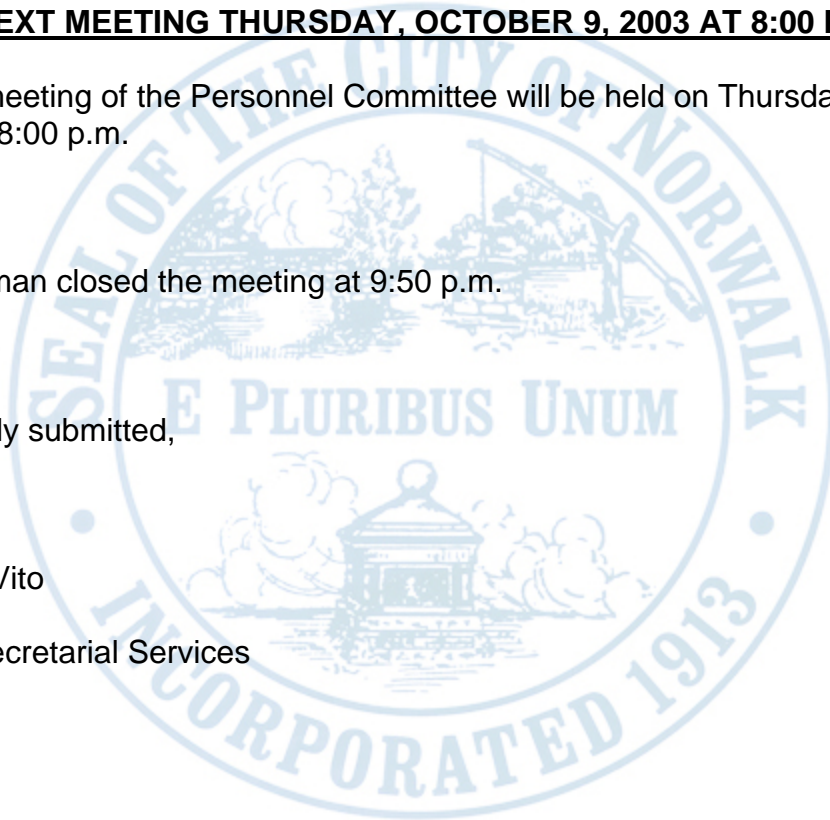 EXT MEETING THURSDAY, OCTOBER 9, 2003 AT 8:00
meeting of the Personnel Committee will be held on Thursda
8:00 p.m.
man closed the meeting at 9:50 p.m.
ly submitted,
Vito
ecretarial Services
SEAL OF THE CITY OF NORWALK
E PLURIBUS UNUM
INCORPORATED 1913